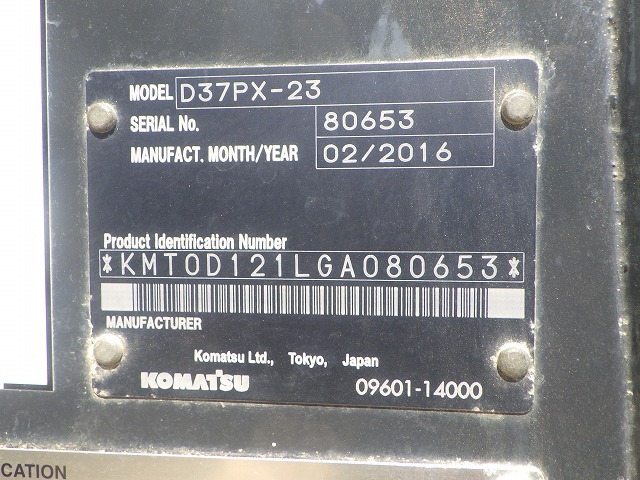 MODEL D37PX-23
SERIAL No. 80653
MANUFACT. MONTH/YEAR 02/2016
Product Identification Number
*KMT0D121LGA080653*
MANUFACTURER
Komatsu Ltd., Tokyo, Japan
KOMATSU 09601-14000
CATION